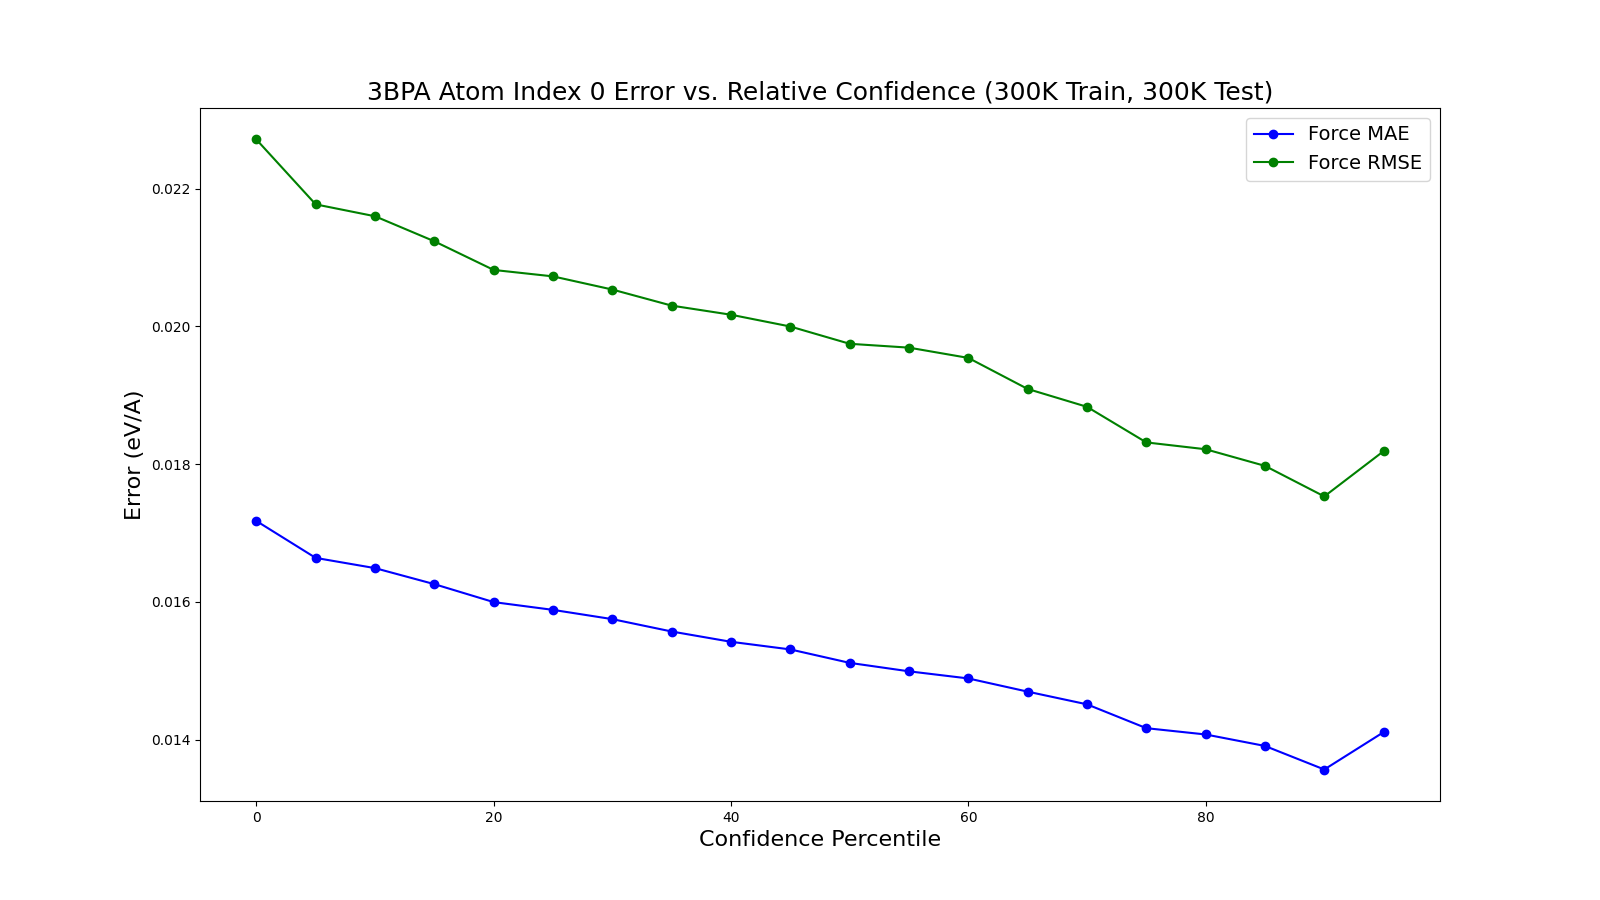 3BPA Atom Index 0 Error vs. Relative Confidence (300K Train, 300K Test)
Force MAE
Force RMSE
Error (eV/A)
0.022
0.020
0.018
0.016
0.014
0 20 40 60 80
Confidence Percentile